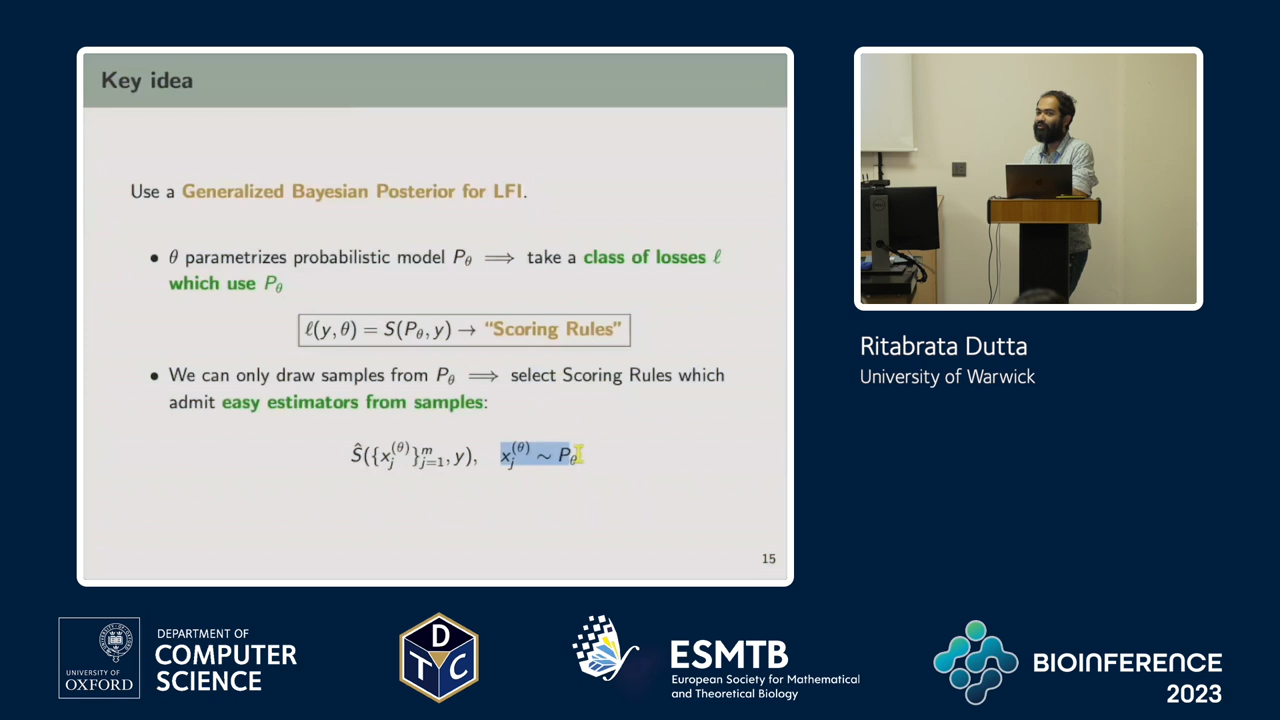 Key idea
Use a Generalized Bayesian Posterior for LFI.
• θ parametrizes probabilistic model P_θ ⟹ take a class of losses ℓ
which use P_θ
ℓ(y, θ) = S(P_θ, y) → “Scoring Rules”
• We can only draw samples from P_θ ⟹ select Scoring Rules which
admit easy estimators from samples:
Ŝ({x_j^{(θ)}}_{j=1}^m, y), x_j^{(θ)} ∼ P_θ
15
Ritabrata Dutta
University of Warwick
UNIVERSITY OF
OXFORD
DEPARTMENT OF
COMPUTER
SCIENCE
D
T C
ESMTB
European Society for Mathematical
and Theoretical Biology
BIOINFERENCE
2023